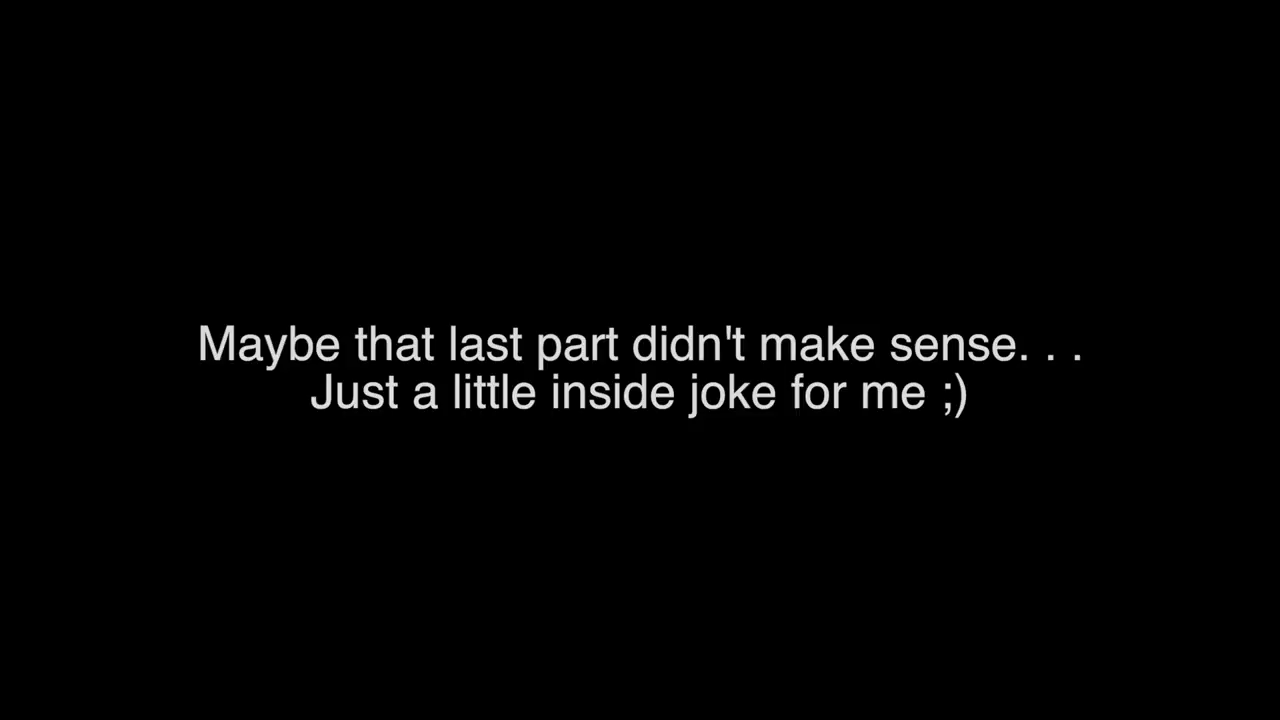 Maybe that last part didn't make sense. . .
Just a little inside joke for me ;)